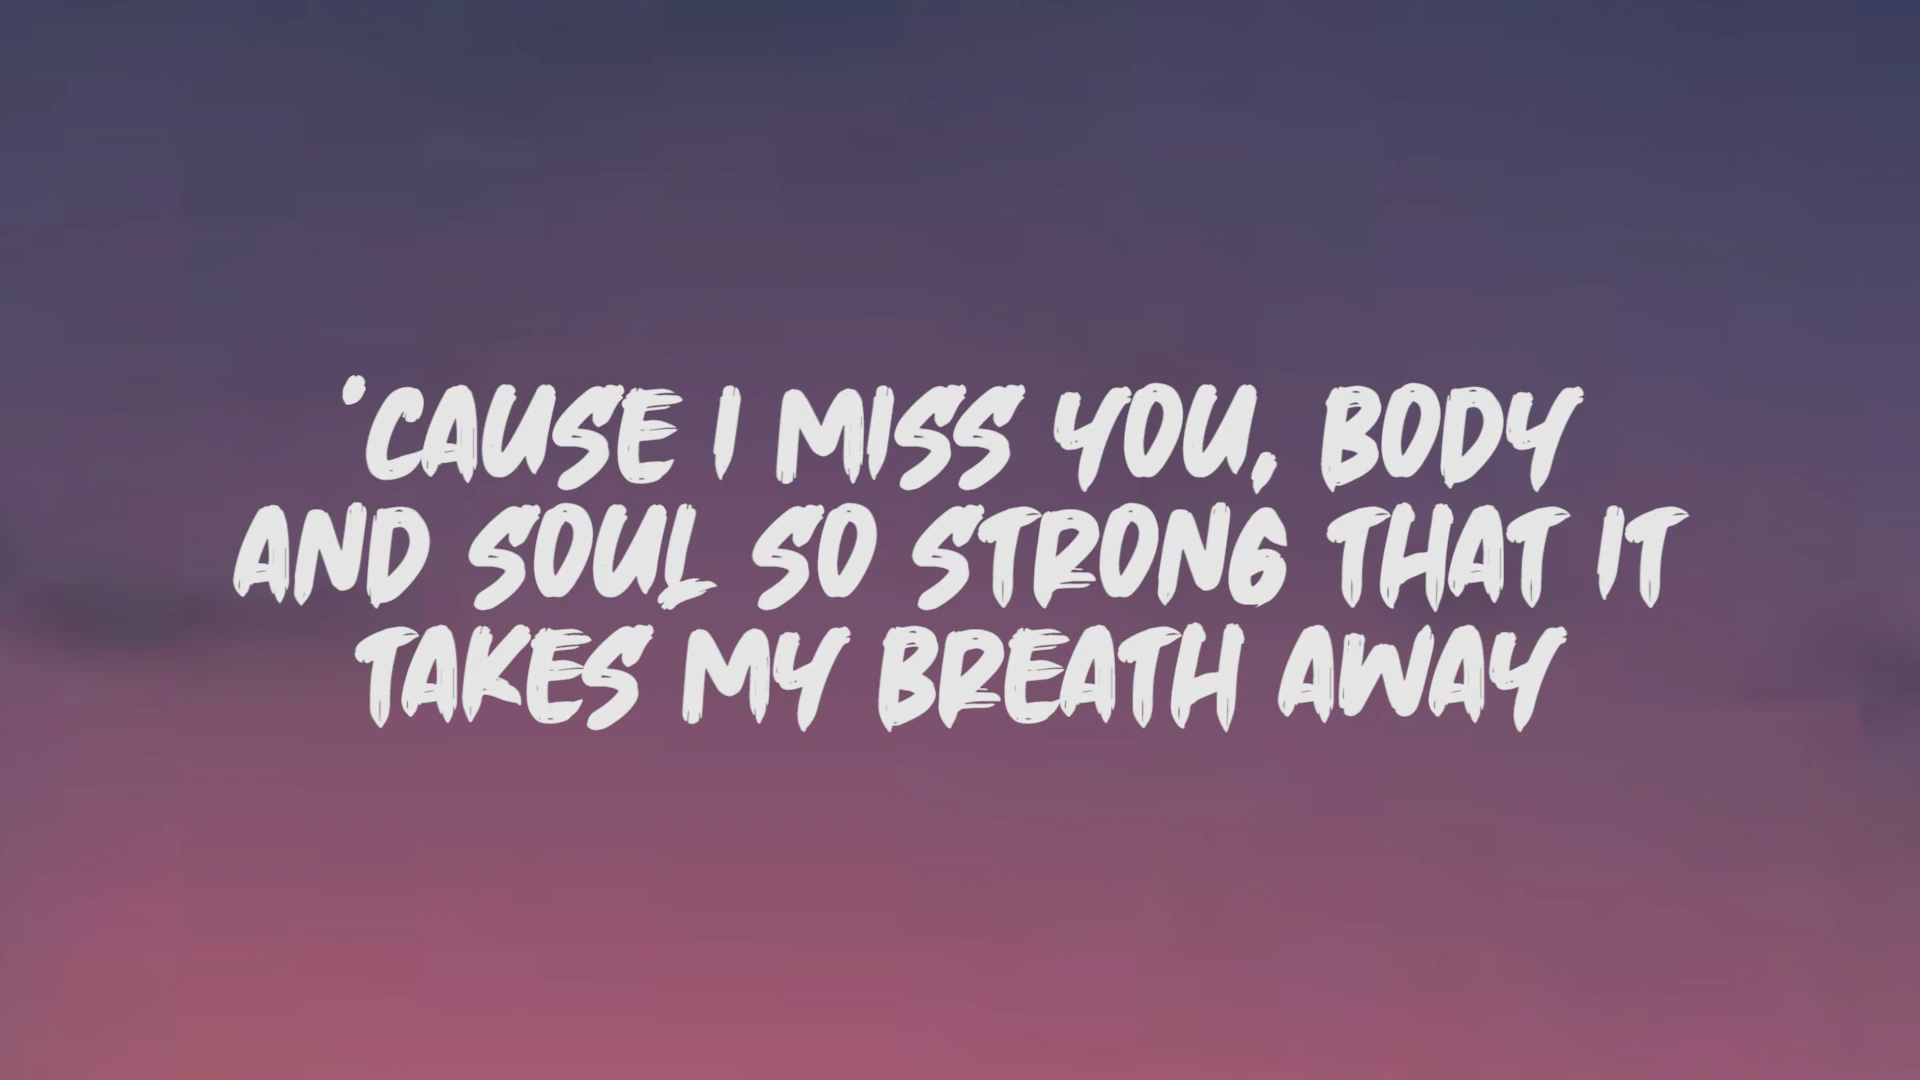 'CAUSE I MISS YOU, BODY
AND SOUL SO STRONG THAT IT
TAKES MY BREATH AWAY